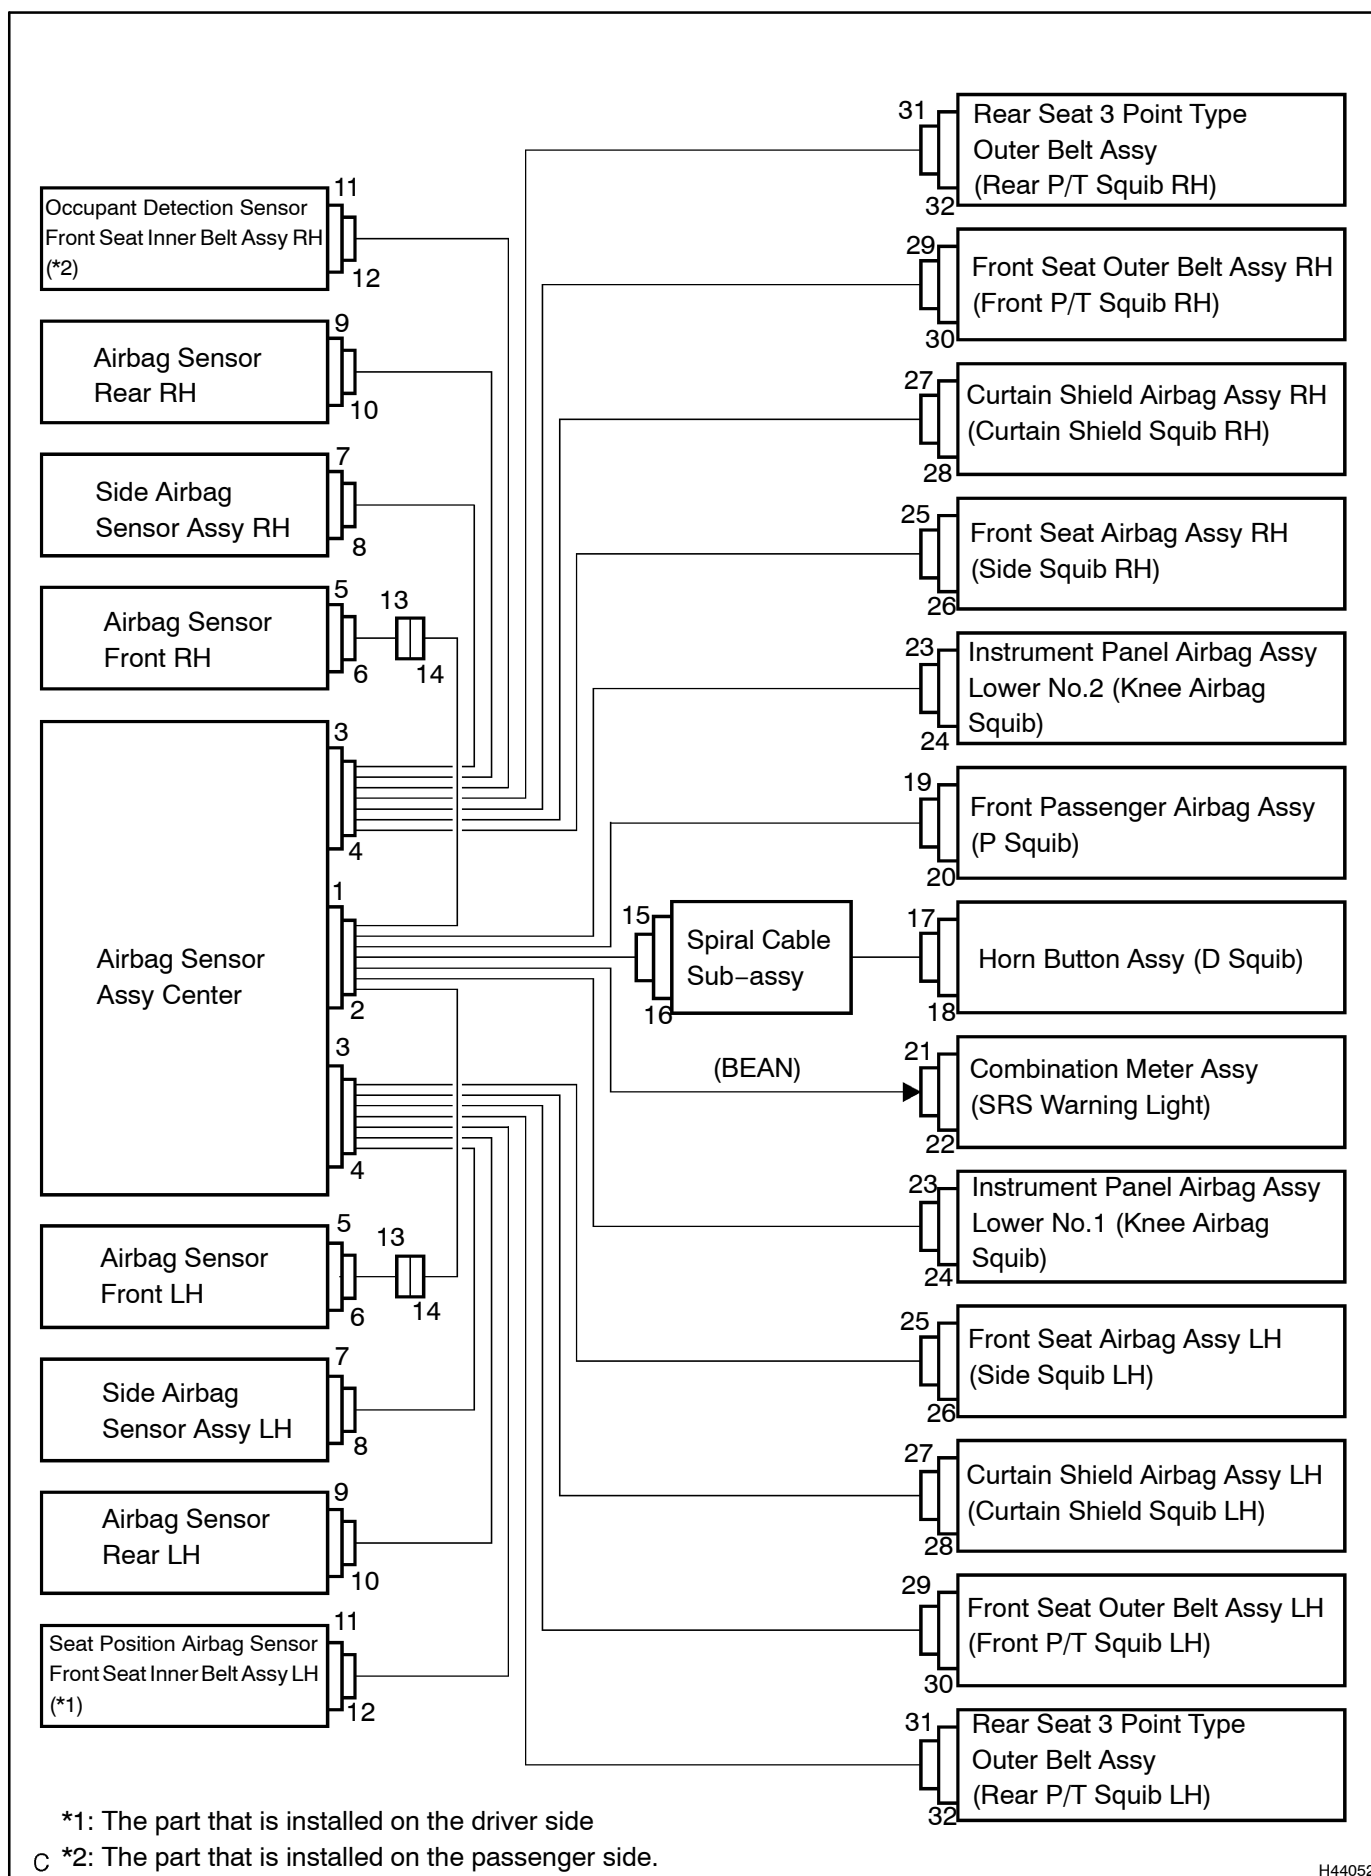 11
Occupant Detection Sensor
Front Seat Inner Belt Assy RH
(*2)
12
9
Airbag Sensor
Rear RH
10
7
Side Airbag
Sensor Assy RH
8
5
Airbag Sensor
Front RH
6
13
14
3
4
1
Airbag Sensor
Assy Center
2
3
4
5
Airbag Sensor
Front LH
6
13
14
7
Side Airbag
Sensor Assy LH
8
9
Airbag Sensor
Rear LH
10
11
Seat Position Airbag Sensor
Front Seat Inner Belt Assy LH
(*1)
12
15
Spiral Cable
Sub−assy
16
(BEAN)
31
Rear Seat 3 Point Type
Outer Belt Assy
(Rear P/T Squib RH)
32
29
Front Seat Outer Belt Assy RH
(Front P/T Squib RH)
30
27
Curtain Shield Airbag Assy RH
(Curtain Shield Squib RH)
28
25
Front Seat Airbag Assy RH
(Side Squib RH)
26
23
Instrument Panel Airbag Assy
Lower No.2 (Knee Airbag
Squib)
24
19
Front Passenger Airbag Assy
(P Squib)
20
17
Horn Button Assy (D Squib)
18
21
Combination Meter Assy
(SRS Warning Light)
22
23
Instrument Panel Airbag Assy
Lower No.1 (Knee Airbag
Squib)
24
25
Front Seat Airbag Assy LH
(Side Squib LH)
26
27
Curtain Shield Airbag Assy LH
(Curtain Shield Squib LH)
28
29
Front Seat Outer Belt Assy LH
(Front P/T Squib LH)
30
31
Rear Seat 3 Point Type
Outer Belt Assy
(Rear P/T Squib LH)
32
*1: The part that is installed on the driver side
C *2: The part that is installed on the passenger side.
H44052